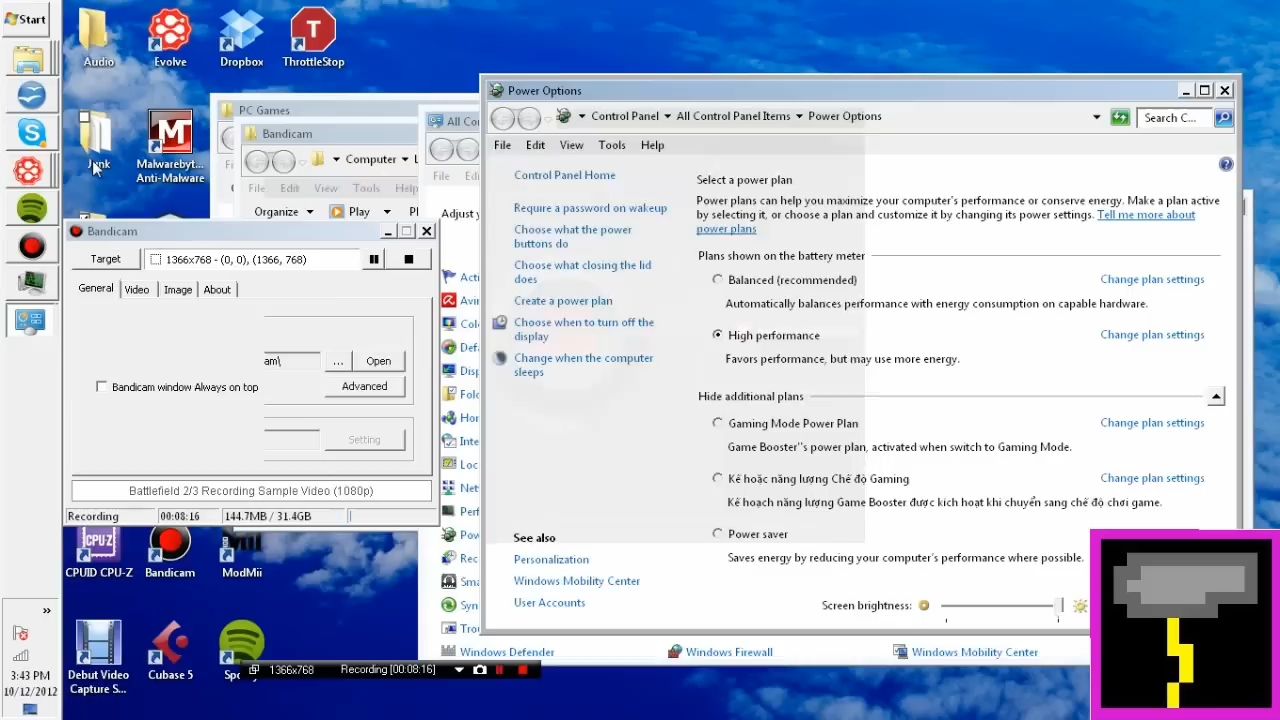 Start
Audio
Evolve
Dropbox
ThrottleStop
Junk
Malwarebyt...
Anti-Malware
PC Games
Bandicam
Computer
File Edit View Tools Help
Organize
Play
All Co
File
Adjust y
Power Options
Control Panel
All Control Panel Items
Power Options
Search C...
File
Edit
View
Tools
Help
Control Panel Home
Require a password on wakeup
Choose what the power
buttons do
Choose what closing the lid
does
Create a power plan
Choose when to turn off the
display
Change when the computer
sleeps
See also
Personalization
Windows Mobility Center
User Accounts
Select a power plan
Power plans can help you maximize your computer's performance or conserve energy. Make a plan active
by selecting it, or choose a plan and customize it by changing its power settings. Tell me more about
power plans
Plans shown on the battery meter
Balanced (recommended)
Change plan settings
Automatically balances performance with energy consumption on capable hardware.
High performance
Change plan settings
Favors performance, but may use more energy.
Hide additional plans
Gaming Mode Power Plan
Change plan settings
Game Booster''s power plan, activated when switch to Gaming Mode.
Kế hoặc năng lượng Chế độ Gaming
Change plan settings
Kế hoạch năng lượng Game Booster được kích hoạt khi chuyển sang chế độ chơi game.
Power saver
Saves energy by reducing your computer's performance where possible.
Screen brightness:
Bandicam
Target
1366x768 - (0, 0), (1366, 768)
General
Video
Image
About
am\
...
Open
Bandicam window Always on top
Advanced
Setting
Battlefield 2/3 Recording Sample Video (1080p)
Recording
00:08:16
144.7MB / 31.4GB
CPUID CPU-Z
Bandicam
ModMii
Debut Video
Capture S...
Cubase 5
Spo
1366x768
Recording [00:08:16]
Windows Defender
Windows Firewall
Windows Mobility Center
3:43 PM
10/12/2012